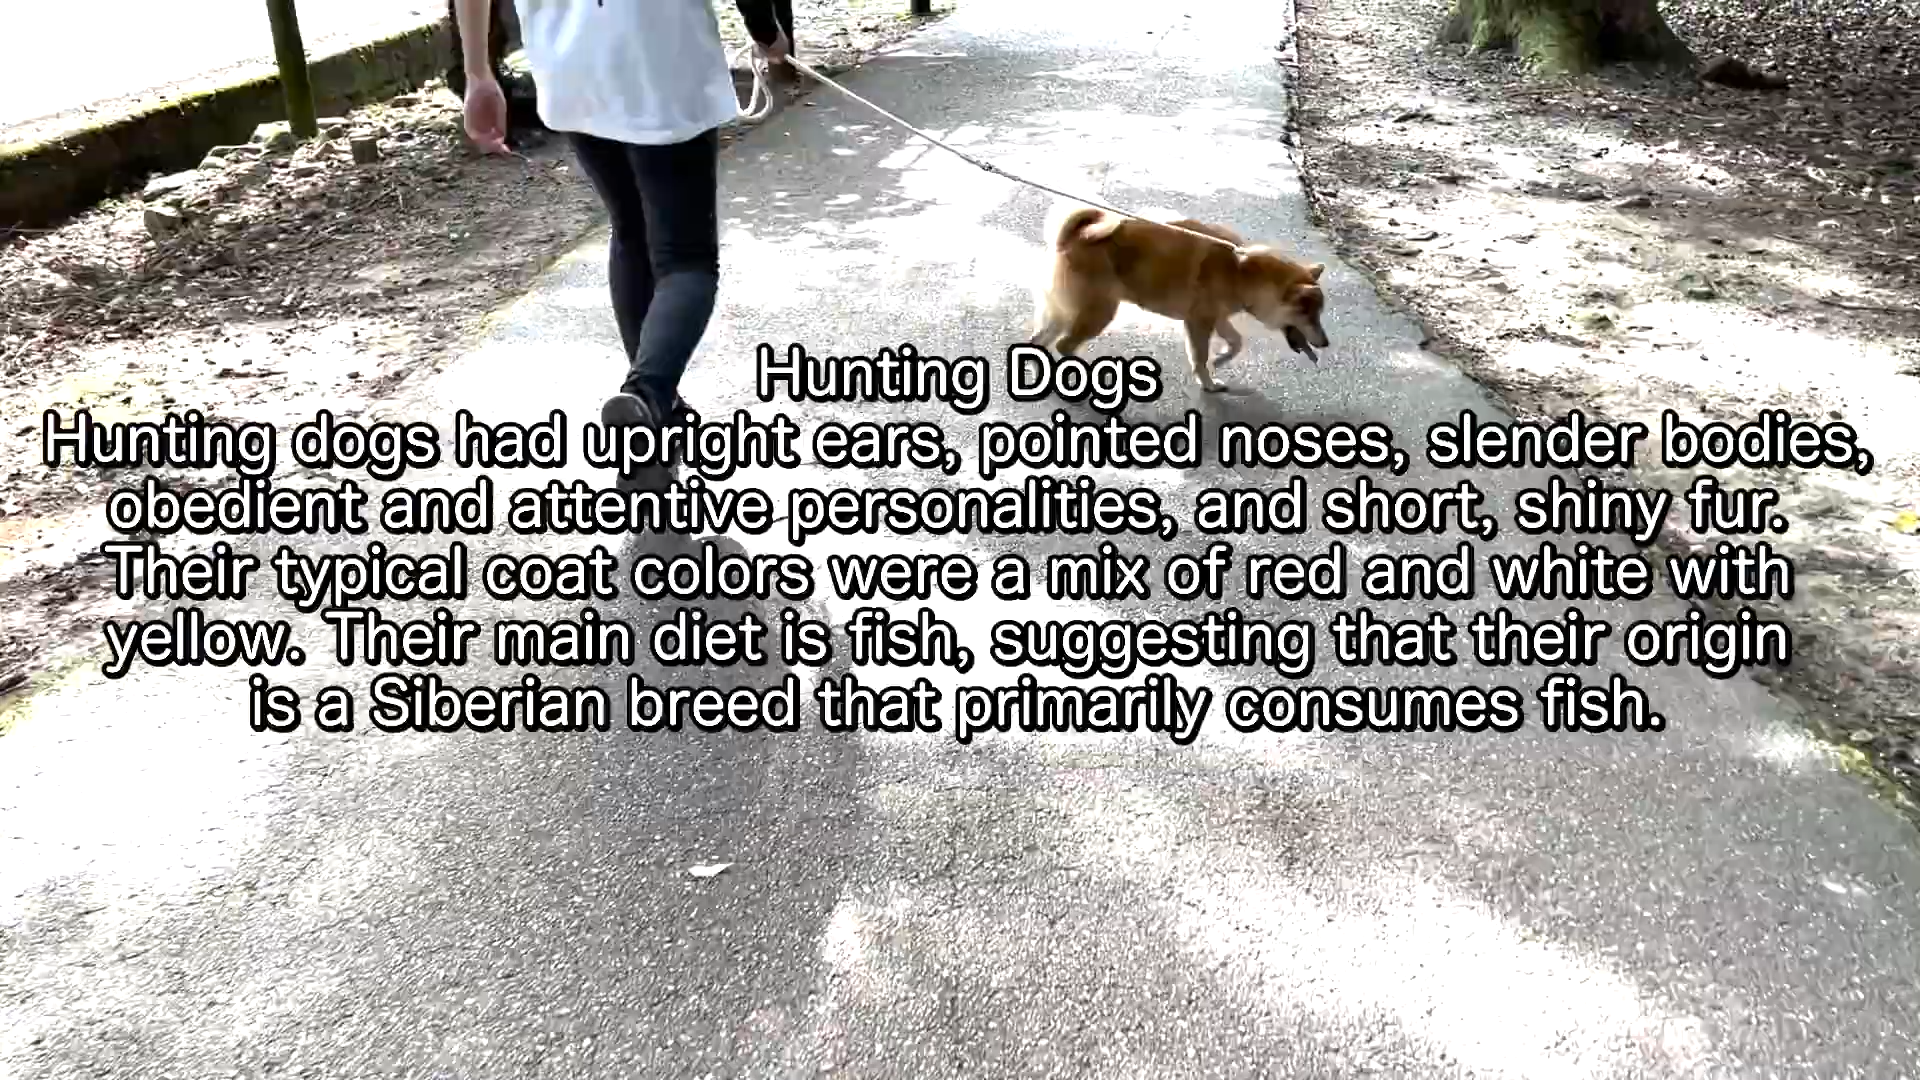 Hunting Dogs
Hunting dogs had upright ears, pointed noses, slender bodies,
obedient and attentive personalities, and short, shiny fur.
Their typical coat colors were a mix of red and white with
yellow. Their main diet is fish, suggesting that their origin
is a Siberian breed that primarily consumes fish.